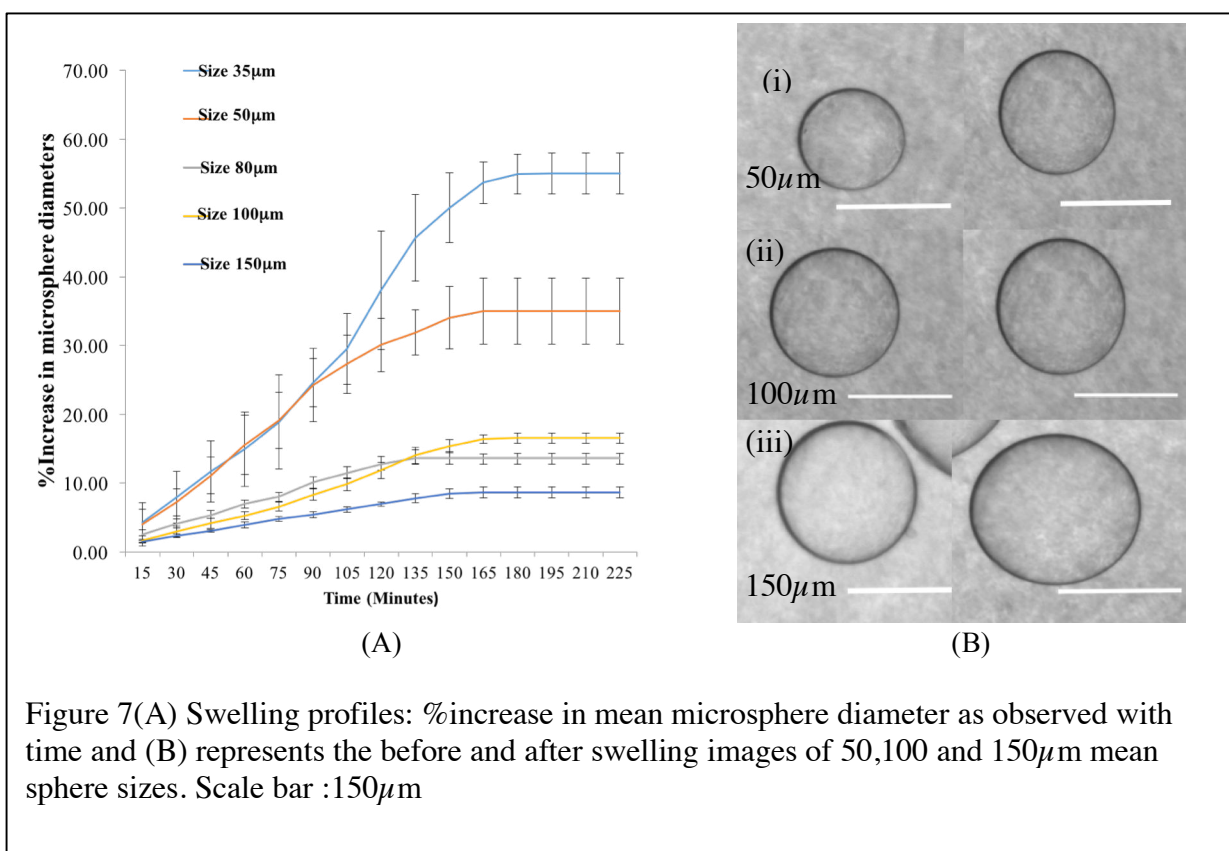 %Increase in microsphere diameters
70.00
60.00
50.00
40.00
30.00
20.00
10.00
0.00
Size 35µm
Size 50µm
Size 80µm
Size 100µm
Size 150µm
15 30 45 60 75 90 105 120 135 150 165 180 195 210 225
Time (Minutes)
(A)
(i)
50µm
(ii)
100µm
(iii)
150µm
(B)
Figure 7(A) Swelling profiles: %increase in mean microsphere diameter as observed with
time and (B) represents the before and after swelling images of 50,100 and 150µm mean
sphere sizes. Scale bar :150µm